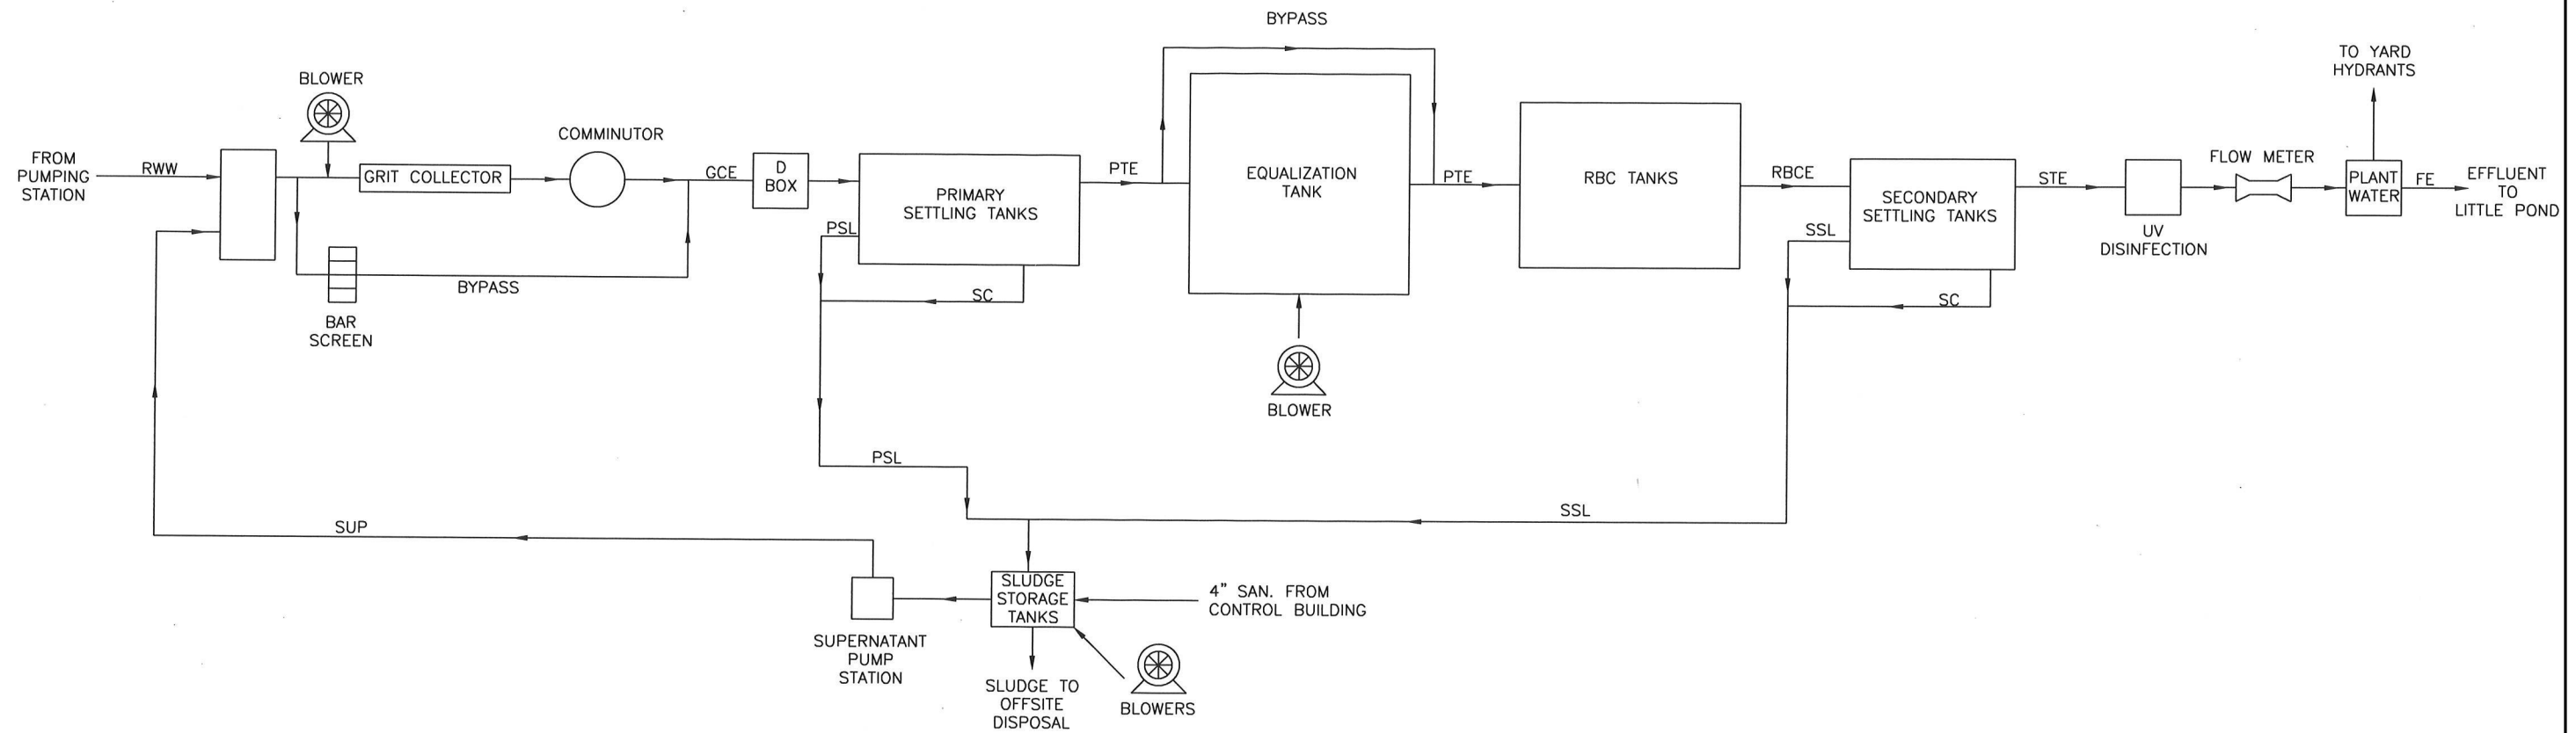 BYPASS
TO YARD
HYDRANTS
BLOWER
COMMINUTOR
FROM
PUMPING
STATION
RWW
GRIT COLLECTOR
GCE
D
BOX
PRIMARY
SETTLING TANKS
PTE
EQUALIZATION
TANK
PTE
RBC TANKS
RBCE
SECONDARY
SETTLING TANKS
STE
FLOW METER
PLANT
WATER
FE
EFFLUENT
TO
LITTLE POND
UV
DISINFECTION
PSL
SC
SSL
SC
BYPASS
BAR
SCREEN
BLOWER
PSL
SSL
SUP
SLUDGE
STORAGE
TANKS
4" SAN. FROM
CONTROL BUILDING
SUPERNATANT
PUMP
STATION
SLUDGE TO
OFFSITE
DISPOSAL
BLOWERS